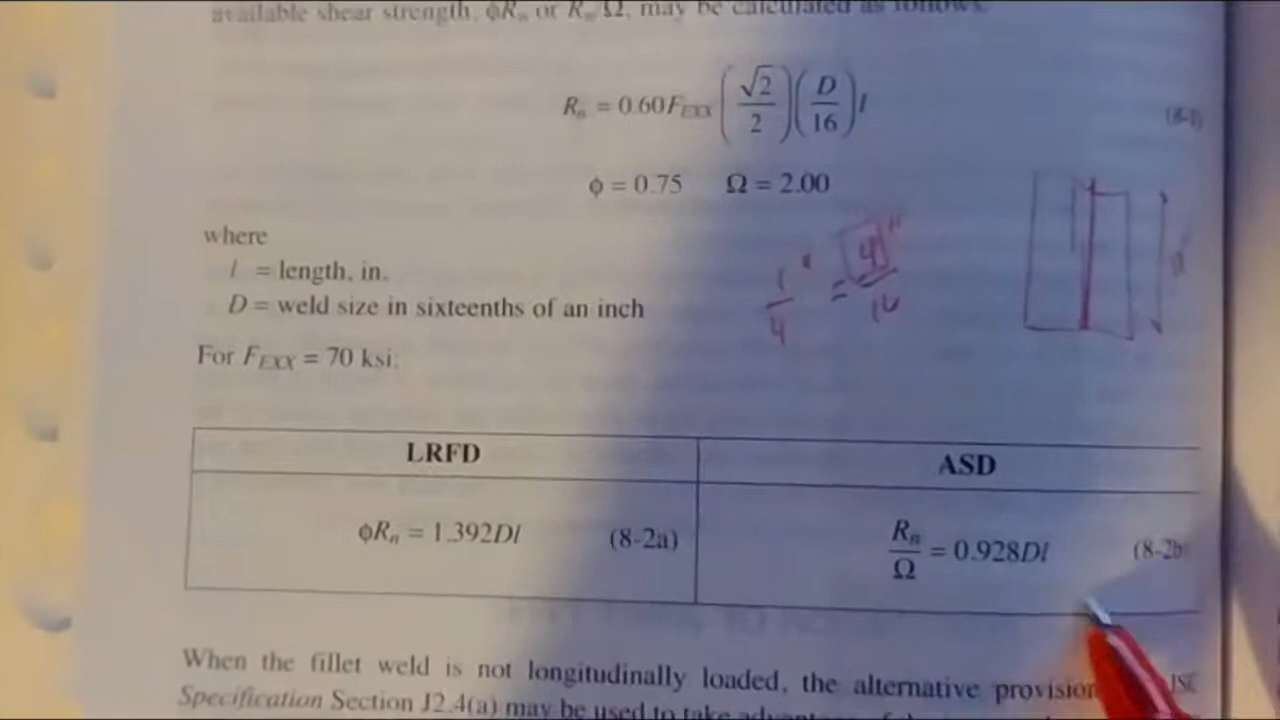 available shear strength, ϕRₙ or Rₙ/Ω, may be calculated as follows:
Rₙ = 0.60F_EXX (√2/2)(D/16)l (8-1)
ϕ = 0.75 Ω = 2.00
where
l = length, in.
D = weld size in sixteenths of an inch
1/4" = 4"/16
For F_EXX = 70 ksi:
LRFD ASD
ϕRₙ = 1.392Dl (8-2a) Rₙ/Ω = 0.928Dl (8-2b
When the fillet weld is not longitudinally loaded, the alternative provision
Specification Section J2.4(a) may be used to take